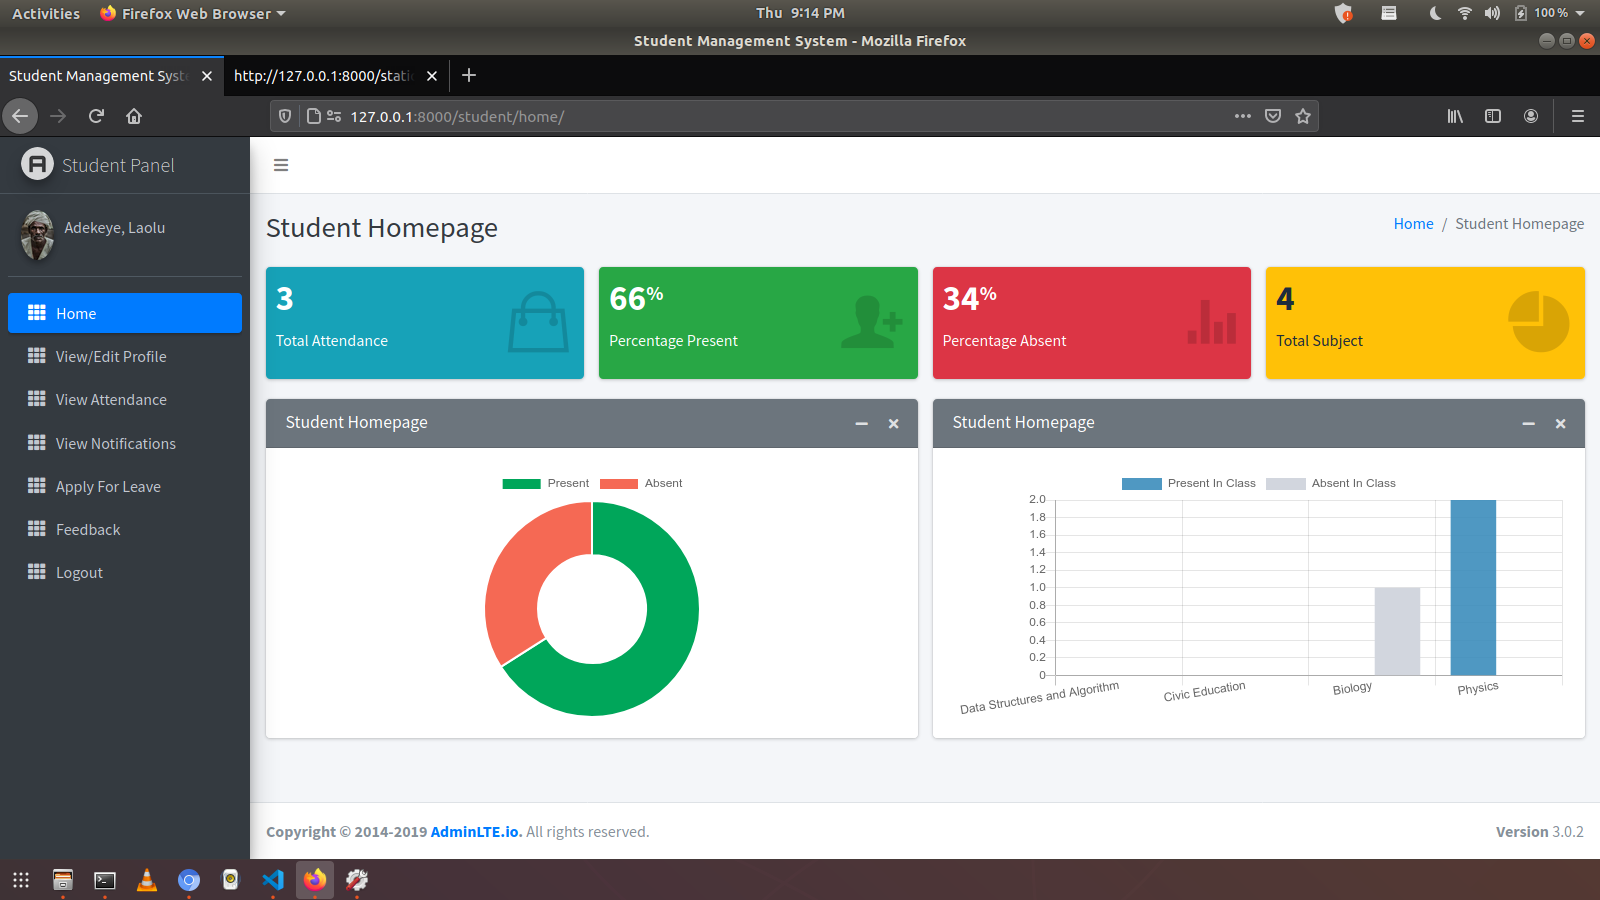 Activities Firefox Web Browser Thu 9:14 PM 100 %
Student Management System - Mozilla Firefox
Student Management Syst http://127.0.0.1:8000/stati
127.0.0.1:8000/student/home/
Student Panel
Adekeye, Laolu
Home
View/Edit Profile
View Attendance
View Notifications
Apply For Leave
Feedback
Logout
Student Homepage
Home / Student Homepage
3
Total Attendance
66%
Percentage Present
34%
Percentage Absent
4
Total Subject
Student Homepage
Present Absent
Student Homepage
Present In Class Absent In Class
2.0
1.8
1.6
1.4
1.2
1.0
0.8
0.6
0.4
0.2
0
Data Structures and Algorithm Civic Education Biology Physics
Copyright © 2014-2019 AdminLTE.io. All rights reserved.
Version 3.0.2